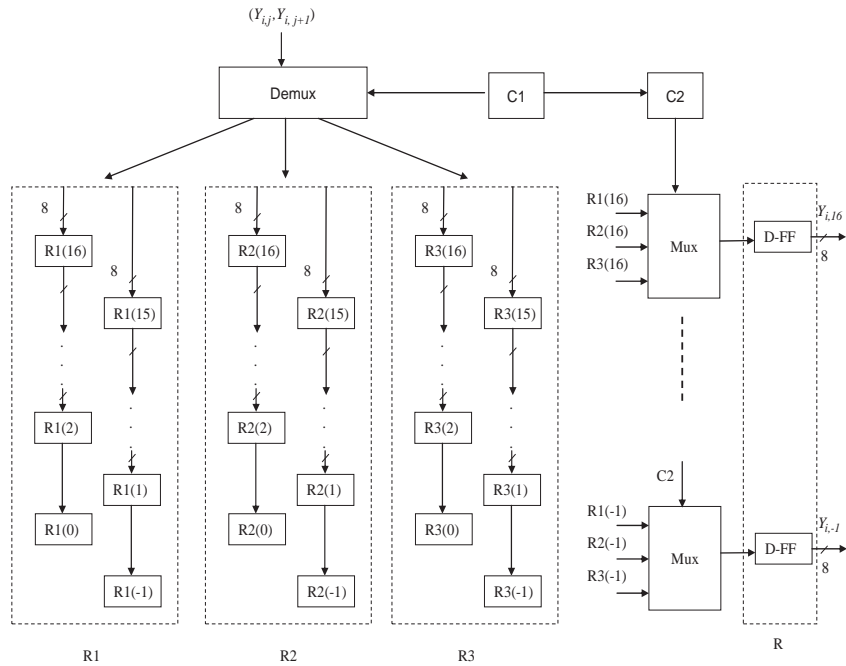 (Y_{i,j},Y_{i, j+1})
Demux
C1
C2
8
R1(16)
8
R1(15)
R1(2)
R1(1)
R1(0)
R1(-1)
R1
8
R2(16)
8
R2(15)
R2(2)
R2(1)
R2(0)
R2(-1)
R2
8
R3(16)
8
R3(15)
R3(2)
R3(1)
R3(0)
R3(-1)
R3
R1(16)
R2(16)
R3(16)
Mux
D-FF
Y_{i,16}
8
C2
R1(-1)
R2(-1)
R3(-1)
Mux
D-FF
Y_{i,-1}
8
R